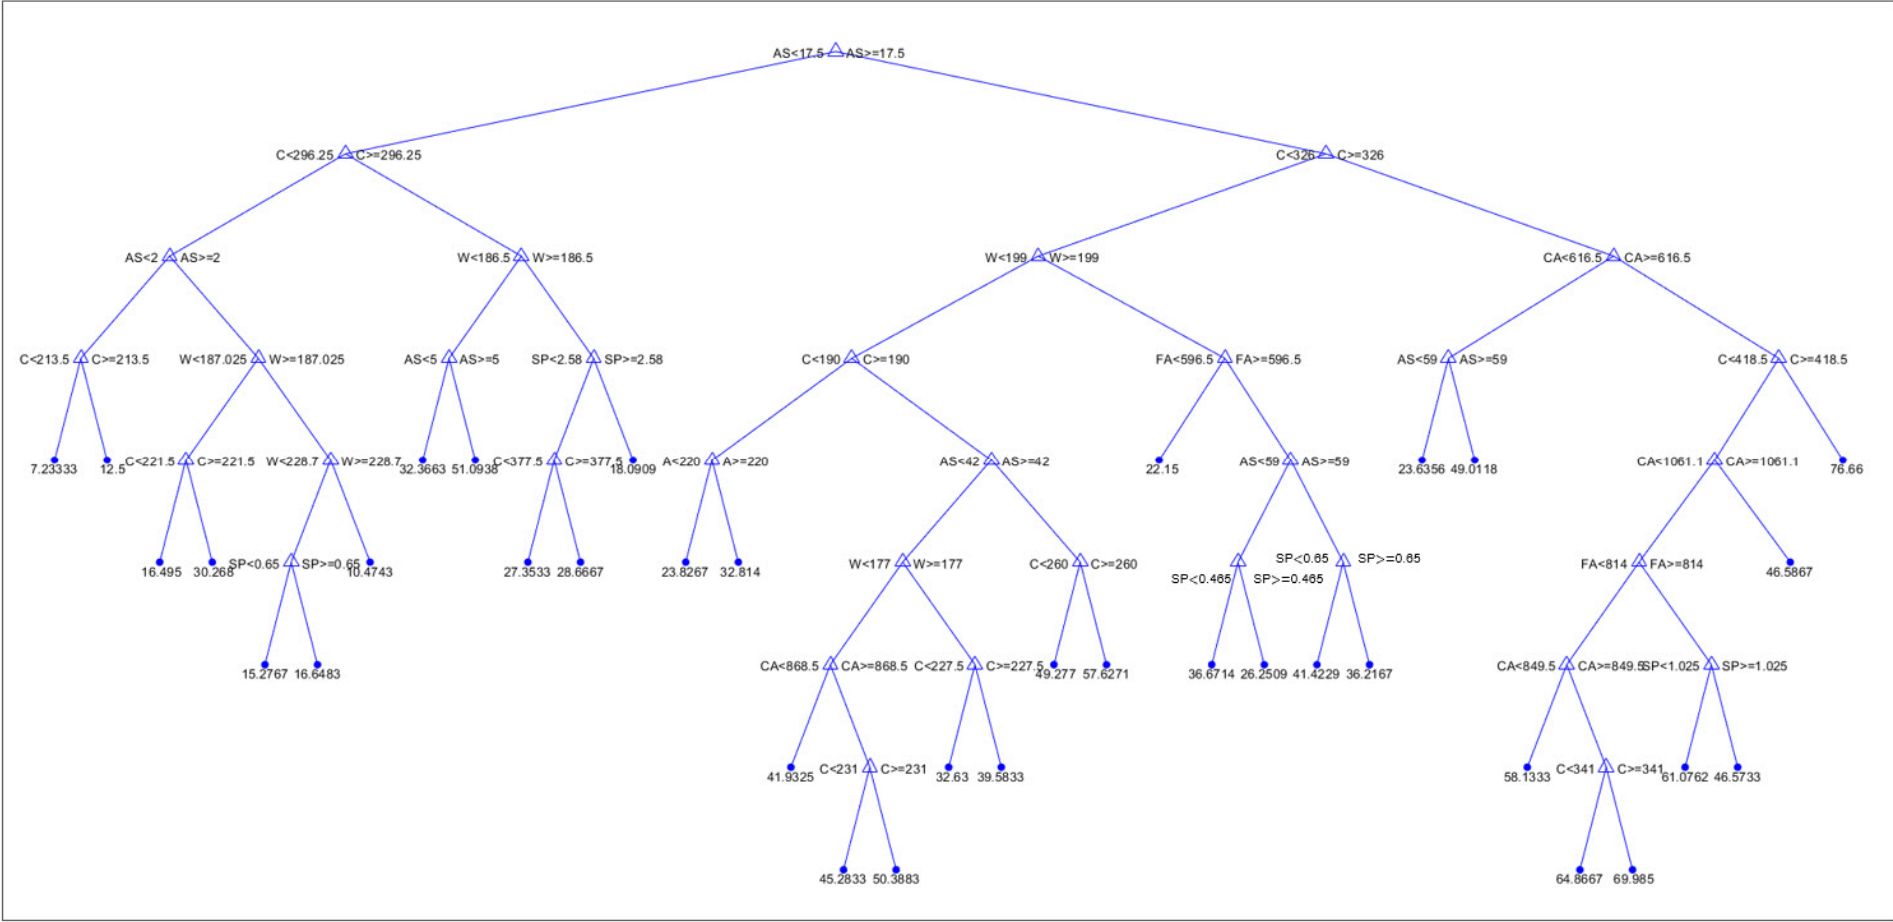 AS<17.5 AS>=17.5
C<296.25 C>=296.25 C<326 C>=326
AS<2 AS>=2 W<186.5 W>=186.5 W<199 W>=199 CA<616.5 CA>=616.5
C<213.5 C>=213.5 W<187.025 W>=187.025 AS<5 AS>=5 SP<2.58 SP>=2.58 C<190 C>=190 FA<596.5 FA>=596.5 AS<59 AS>=59 C<418.5 C>=418.5
7.23333 12.5 C<221.5 C>=221.5 W<228.7 W>=228.7 32.3663 51.0938 C<377.5 C>=377.5 18.0909 A<220 A>=220 AS<42 AS>=42 22.15 AS<59 AS>=59 23.6356 49.0118 CA<1061.1 CA>=1061.1 76.66
16.495 30.268 SP<0.65 SP>=0.65 10.4743 27.3533 28.6667 23.8267 32.814 W<177 W>=177 C<260 C>=260 SP<0.65 SP>=0.65 FA<814 FA>=814 46.5867
SP<0.465 SP>=0.465
15.2767 16.6483 CA<868.5 CA>=868.5 C<227.5 C>=227.5 49.277 57.6271 36.6714 26.2509 41.4229 36.2167 CA<849.5 CA>=849.5 SP<1.025 SP>=1.025
41.9325 C<231 C>=231 32.63 39.5833 58.1333 C<341 C>=341 61.0762 46.5733
45.2833 50.3883 64.8667 69.985